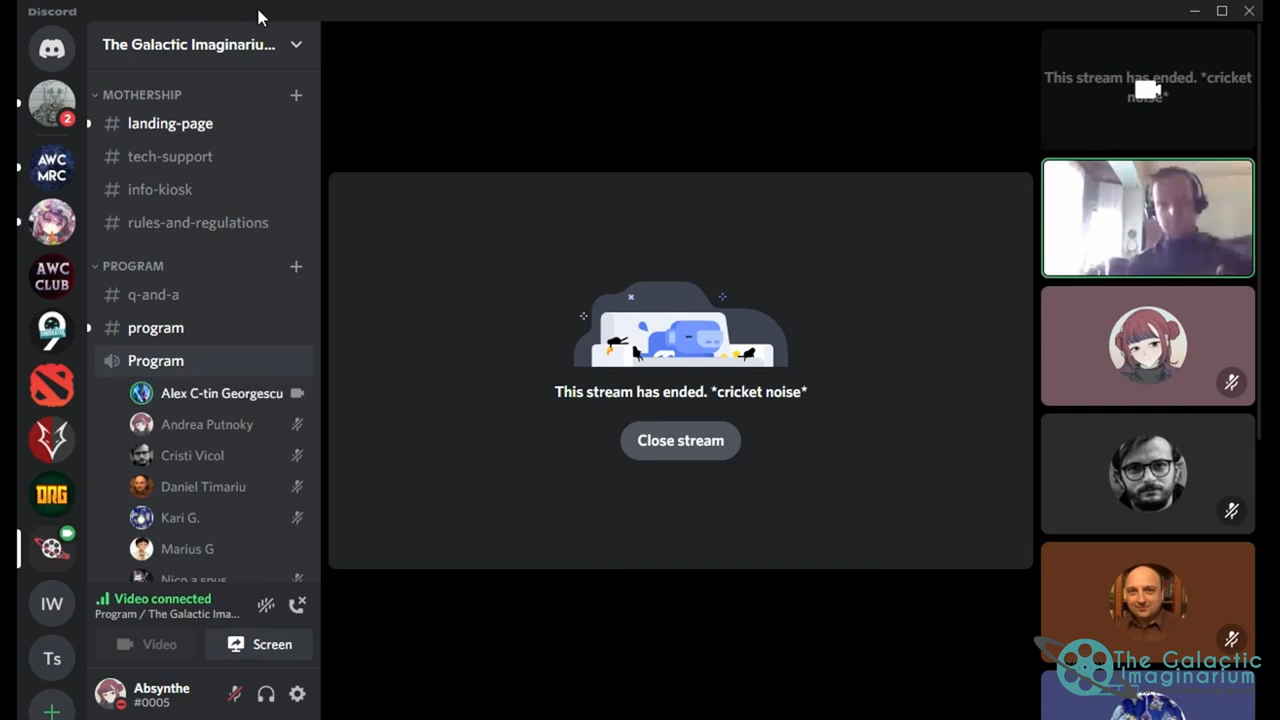 Discord
The Galactic Imaginariu...
MOTHERSHIP
landing-page
tech-support
info-kiosk
rules-and-regulations
PROGRAM
q-and-a
program
Program
Alex C-tin Georgescu
Andrea Putnoky
Cristi Vicol
Daniel Timariu
Kari G.
Marius G
Nico a spus
Video connected
Program / The Galactic Ima...
Video
Screen
Absynthe
#0005
2
AWC
MRC
AWC
CLUB
9
DRG
IW
Ts
This stream has ended. *cricket noise*
Close stream
This stream has ended. *cricket
noise*
The Galactic
Imaginarium